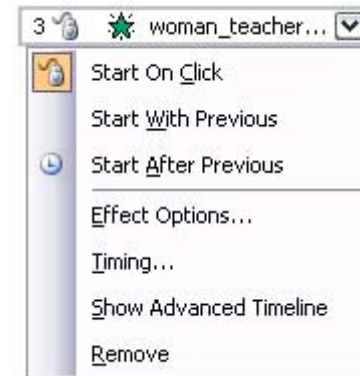 3 woman_teacher...
Start On Click
Start With Previous
Start After Previous
Effect Options...
Timing...
Show Advanced Timeline
Remove